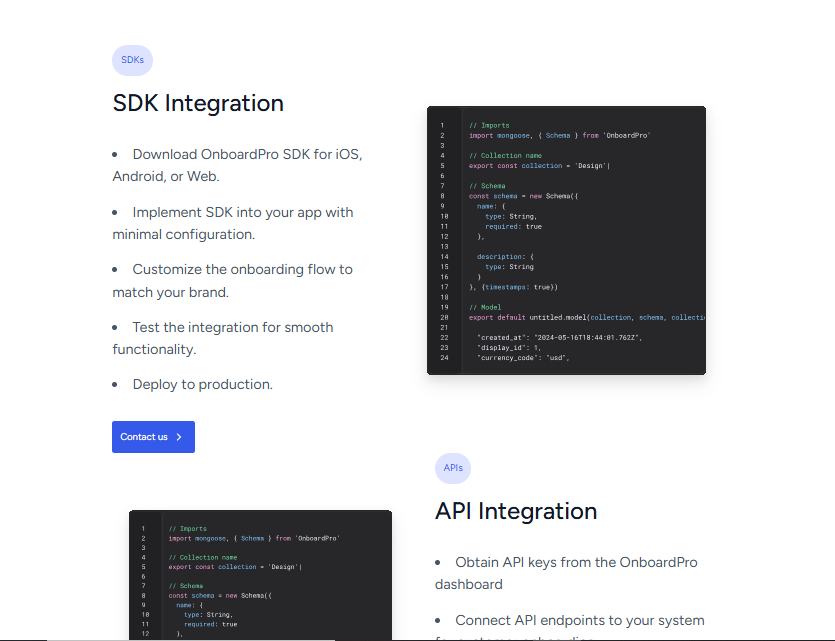 SDKs
SDK Integration
• Download OnboardPro SDK for iOS,
Android, or Web.
• Implement SDK into your app with
minimal configuration.
• Customize the onboarding flow to
match your brand.
• Test the integration for smooth
functionality.
• Deploy to production.
Contact us >
1 // Imports
2 import mongoose, { Schema } from 'OnboardPro'
3
4 // Collection name
5 export const collection = 'Design'|
6
7 // Schema
8 const schema = new Schema({
9 name: {
10 type: String,
11 required: true
12 },
13
14 description: {
15 type: String
16 }
17 }, {timestamps: true})
18
19 // Model
20 export default untitled.model(collection, schema, collecti
21
22 "created_at": "2024-05-16T18:44:01.762Z",
23 "display_id": 1,
24 "currency_code": "usd",
APIs
API Integration
• Obtain API keys from the OnboardPro
dashboard
• Connect API endpoints to your system
1 // Imports
2 import mongoose, { Schema } from 'OnboardPro'
3
4 // Collection name
5 export const collection = 'Design'|
6
7 // Schema
8 const schema = new Schema({
9 name: {
10 type: String,
11 required: true
12 },